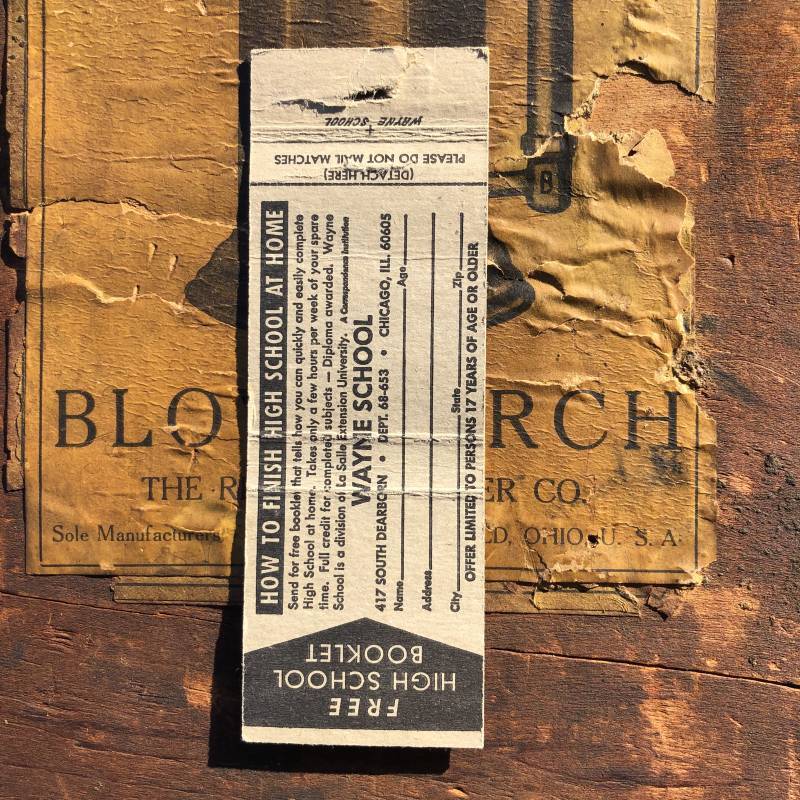 WAYNE SCHOOL
(DETACH HERE)
PLEASE DO NOT MAIL MATCHES
HOW TO FINISH HIGH SCHOOL AT HOME
Send for free booklet that tells how you can quickly and easily complete
High School at home. Takes only a few hours per week of your spare
time. Full credit for completed subjects — Diploma awarded. Wayne
School is a division of La Salle Extension University. A Correspondence Institution
WAYNE SCHOOL
417 SOUTH DEARBORN • DEPT. 68-653 • CHICAGO, ILL. 60605
Name Age
Address
City State Zip
OFFER LIMITED TO PERSONS 17 YEARS OF AGE OR OLDER
FREE
HIGH SCHOOL
BOOKLET
B
BLO RCH
THE R ER CO.
Sole Manufacturers D, OHIO, U. S. A.